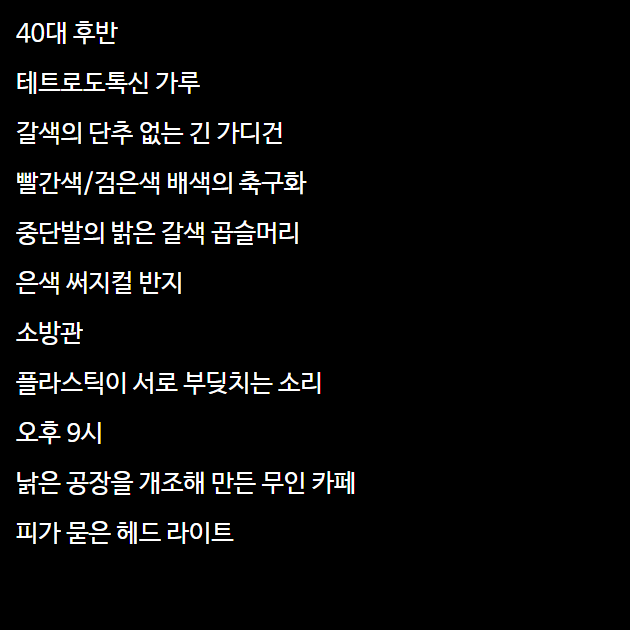 40대 후반
테트로도톡신 가루
갈색의 단추 없는 긴 가디건
빨간색/검은색 배색의 축구화
중단발의 밝은 갈색 곱슬머리
은색 써지컬 반지
소방관
플라스틱이 서로 부딪치는 소리
오후 9시
낡은 공장을 개조해 만든 무인 카페
피가 묻은 헤드 라이트